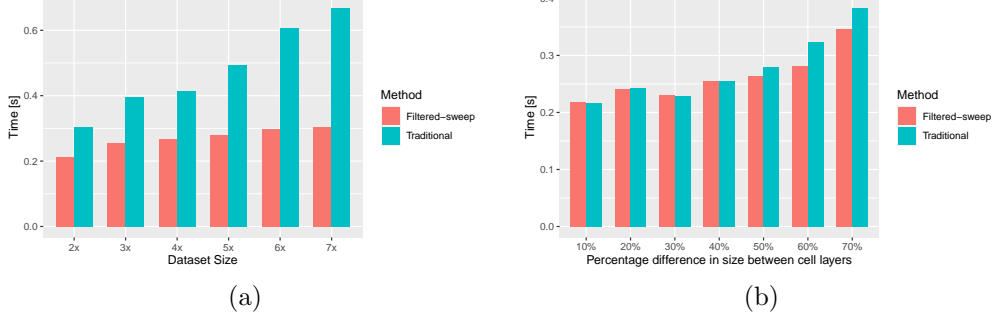 0.6
0.4
0.2
0.0
Time [s]
2x 3x 4x 5x 6x 7x
Dataset Size
Method
Filtered−sweep
Traditional
(a)
0.4
0.3
0.2
0.1
0.0
Time [s]
10% 20% 30% 40% 50% 60% 70%
Percentage difference in size between cell layers
Method
Filtered−sweep
Traditional
(b)